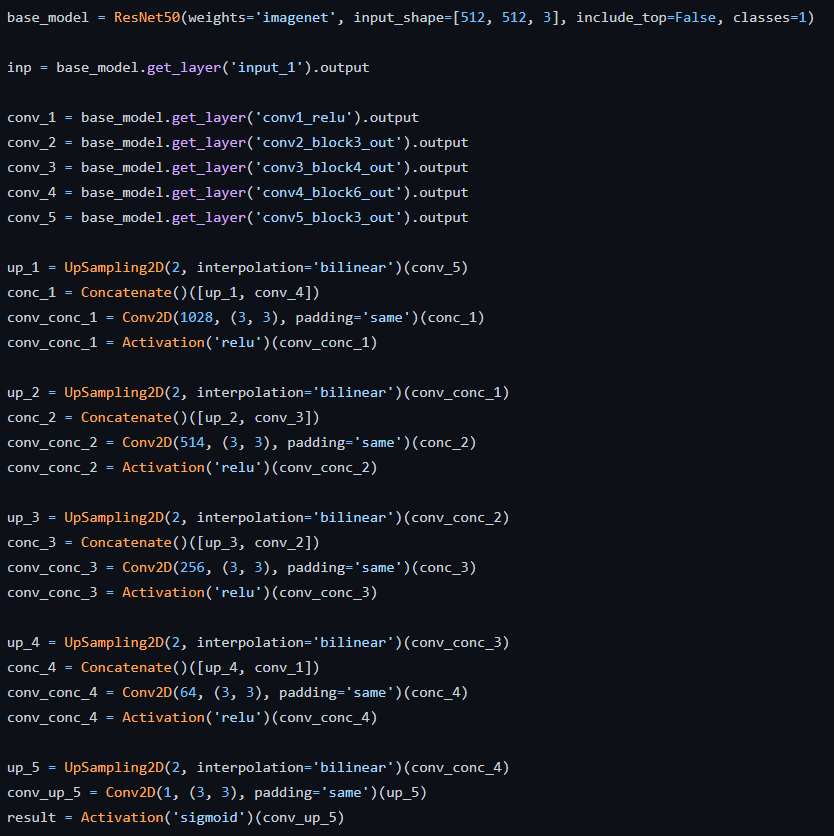 base_model = ResNet50(weights='imagenet', input_shape=[512, 512, 3], include_top=False, classes=1)
inp = base_model.get_layer('input_1').output
conv_1 = base_model.get_layer('conv1_relu').output
conv_2 = base_model.get_layer('conv2_block3_out').output
conv_3 = base_model.get_layer('conv3_block4_out').output
conv_4 = base_model.get_layer('conv4_block6_out').output
conv_5 = base_model.get_layer('conv5_block3_out').output
up_1 = UpSampling2D(2, interpolation='bilinear')(conv_5)
conc_1 = Concatenate()([up_1, conv_4])
conv_conc_1 = Conv2D(1028, (3, 3), padding='same')(conc_1)
conv_conc_1 = Activation('relu')(conv_conc_1)
up_2 = UpSampling2D(2, interpolation='bilinear')(conv_conc_1)
conc_2 = Concatenate()([up_2, conv_3])
conv_conc_2 = Conv2D(514, (3, 3), padding='same')(conc_2)
conv_conc_2 = Activation('relu')(conv_conc_2)
up_3 = UpSampling2D(2, interpolation='bilinear')(conv_conc_2)
conc_3 = Concatenate()([up_3, conv_2])
conv_conc_3 = Conv2D(256, (3, 3), padding='same')(conc_3)
conv_conc_3 = Activation('relu')(conv_conc_3)
up_4 = UpSampling2D(2, interpolation='bilinear')(conv_conc_3)
conc_4 = Concatenate()([up_4, conv_1])
conv_conc_4 = Conv2D(64, (3, 3), padding='same')(conc_4)
conv_conc_4 = Activation('relu')(conv_conc_4)
up_5 = UpSampling2D(2, interpolation='bilinear')(conv_conc_4)
conv_up_5 = Conv2D(1, (3, 3), padding='same')(up_5)
result = Activation('sigmoid')(conv_up_5)